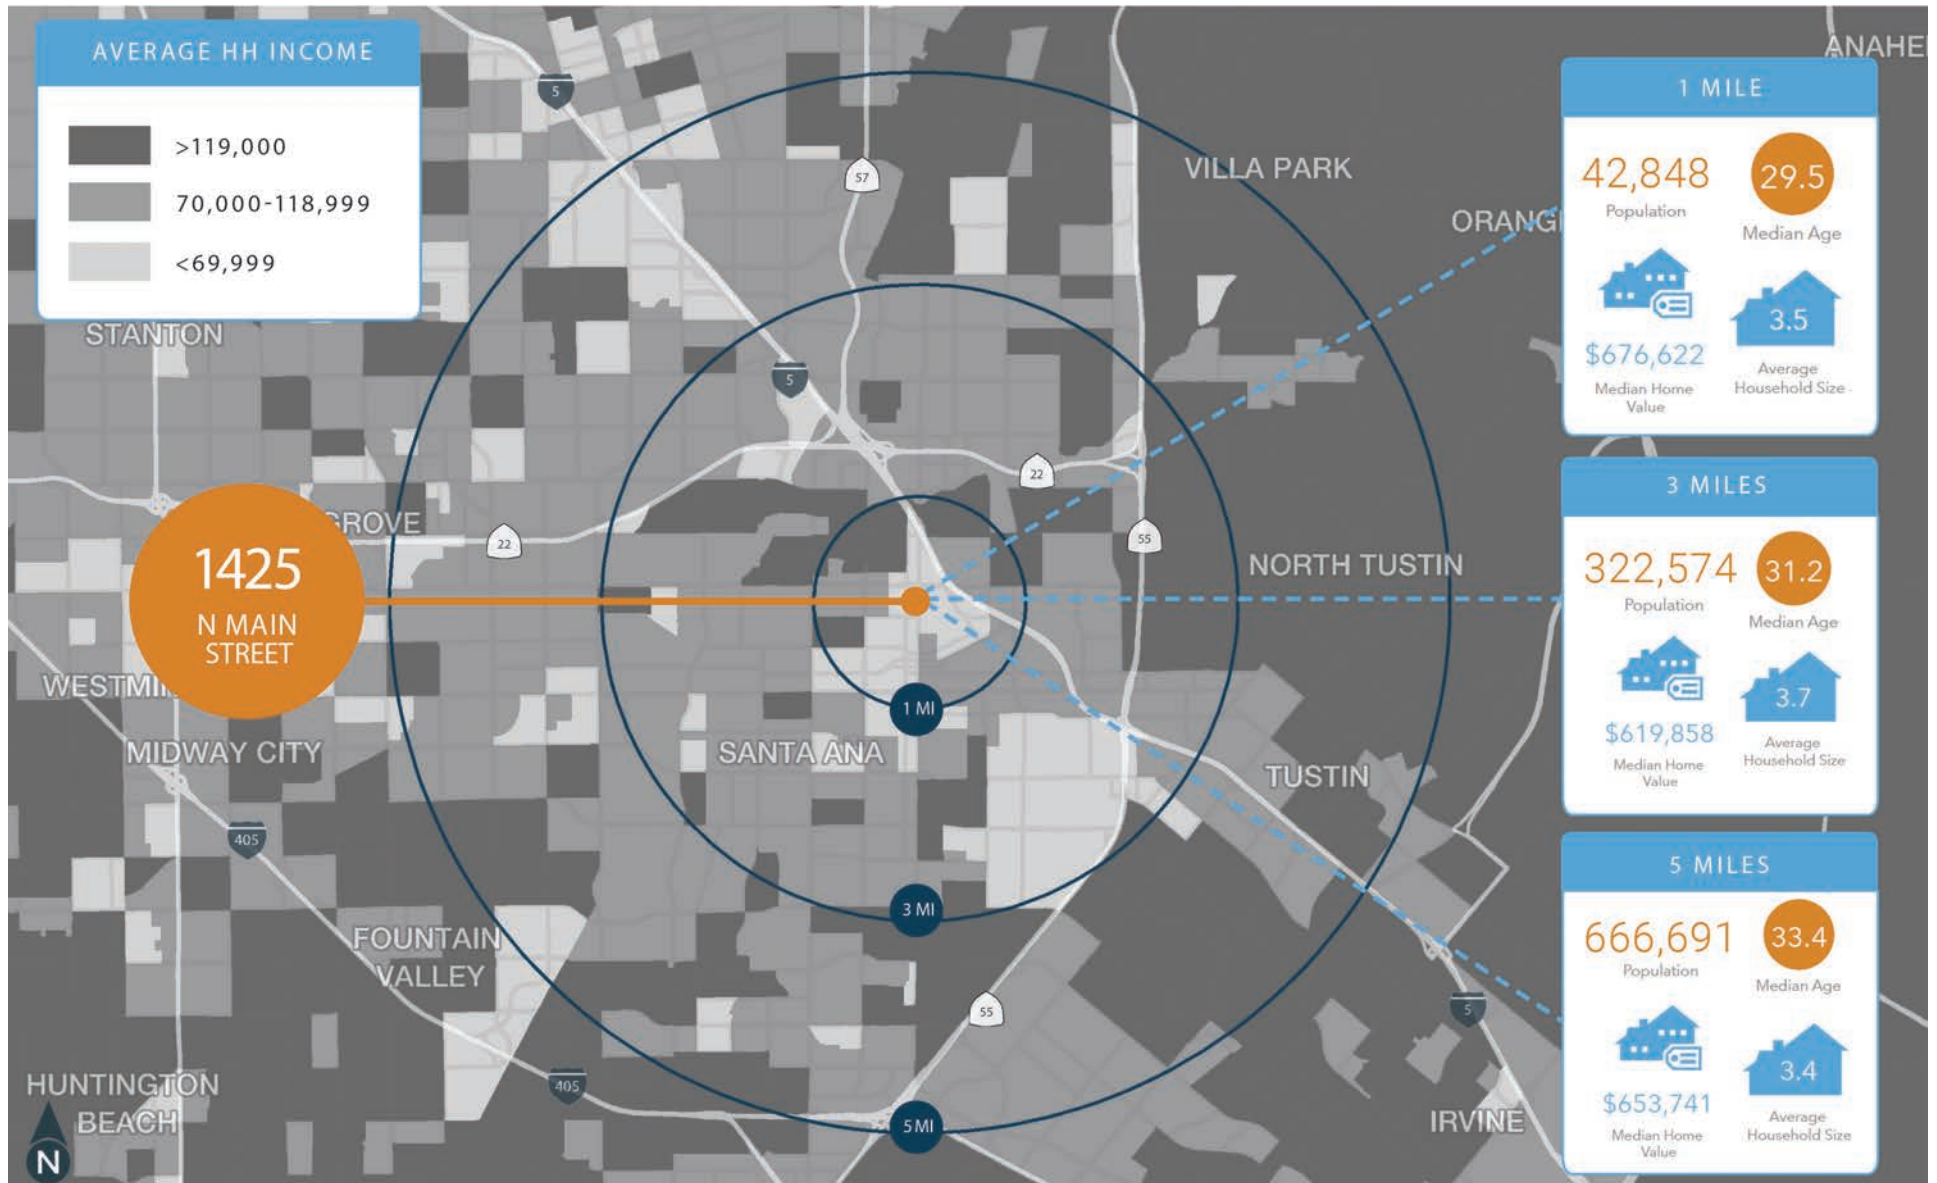 AVERAGE HH INCOME
>119,000
70,000-118,999
<69,999
1425
N MAIN
STREET
STANTON
GROVE
MIDWAY CITY
HUNTINGTON
BEACH
N
FOUNTAIN
VALLEY
SANTA ANA
VILLA PARK
NORTH TUSTIN
TUSTIN
IRVINE
5
57
5
22
22
55
405
405
55
5
1 MI
3 MI
5 MI
1 MILE
42,848
Population
29.5
Median Age
$676,622
Median Home
Value
3.5
Average
Household Size
3 MILES
322,574
Population
31.2
Median Age
$619,858
Median Home
Value
3.7
Average
Household Size
5 MILES
666,691
Population
33.4
Median Age
$653,741
Median Home
Value
3.4
Average
Household Size